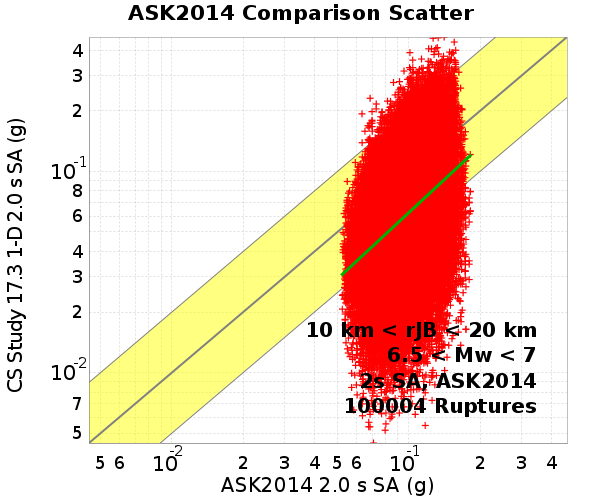 ASK2014 Comparison Scatter
CS Study 17.3 1-D 2.0 s SA (g)
4
3
2
10-1
8
6
4
3
2
10-2
7
5
10 km < rJB < 20 km
6.5 < Mw < 7
2s SA, ASK2014
100004 Ruptures
5 6 10-2 2 3 4 5 6 10-1 2 3 4
ASK2014 2.0 s SA (g)